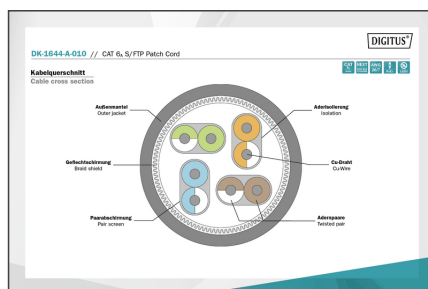 DIGITUS®
DK-1644-A-010 // CAT 6A S/FTP Patch Cord
Kabelquerschnitt
Cable cross section
Außenmantel
Outer jacket
Aderisolierung
Isolation
Geflechtschirmung
Braid shield
Cu-Draht
Cu-Wire
Paarabschirmung
Pair screen
Adernpaare
Twisted pair